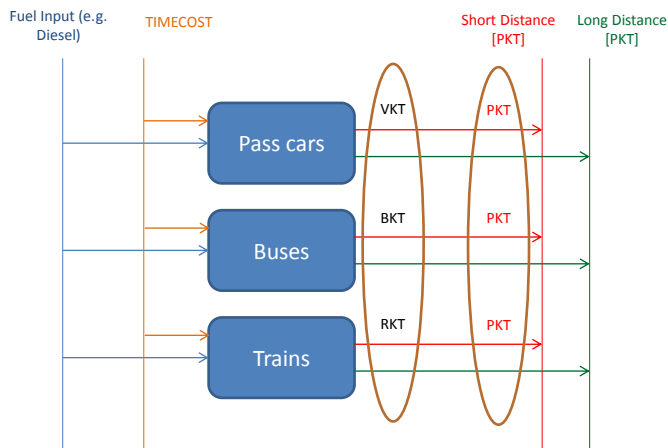 Fuel Input (e.g.
Diesel)
TIMECOST
Short Distance
[PKT]
Long Distance
[PKT]
VKT
PKT
Pass cars
BKT
PKT
Buses
RKT
PKT
Trains